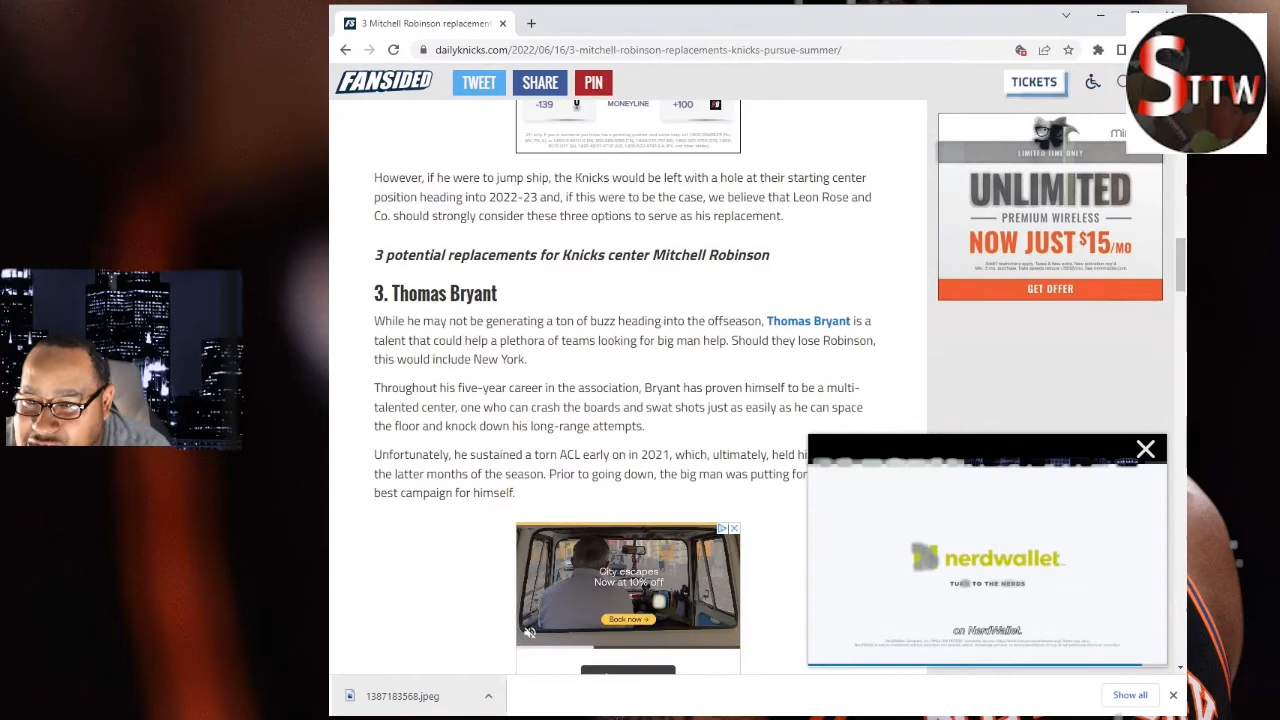 3 Mitchell Robinson replacement
dailyknicks.com/2022/06/16/3-mitchell-robinson-replacements-knicks-pursue-summer/
FANSIDED
TWEET
SHARE
PIN
TICKETS
STTW
-139
MONEYLINE
+100
However, if he were to jump ship, the Knicks would be left with a hole at their starting center
position heading into 2022-23 and, if this were to be the case, we believe that Leon Rose and
Co. should strongly consider these three options to serve as his replacement.
3 potential replacements for Knicks center Mitchell Robinson
3. Thomas Bryant
While he may not be generating a ton of buzz heading into the offseason, Thomas Bryant is a
talent that could help a plethora of teams looking for big man help. Should they lose Robinson,
this would include New York.
Throughout his five-year career in the association, Bryant has proven himself to be a multi-
talented center, one who can crash the boards and swat shots just as easily as he can space
the floor and knock down his long-range attempts.
Unfortunately, he sustained a torn ACL early on in 2021, which, ultimately, held hi
the latter months of the season. Prior to going down, the big man was putting for
best campaign for himself.
LIMITED TIME ONLY
UNLIMITED
PREMIUM WIRELESS
NOW JUST $15/MO
GET OFFER
City escapes
Now at 10% off
Book now →
nerdwallet
TURN TO THE NERDS
on NerdWallet.
1387183568.jpeg
Show all